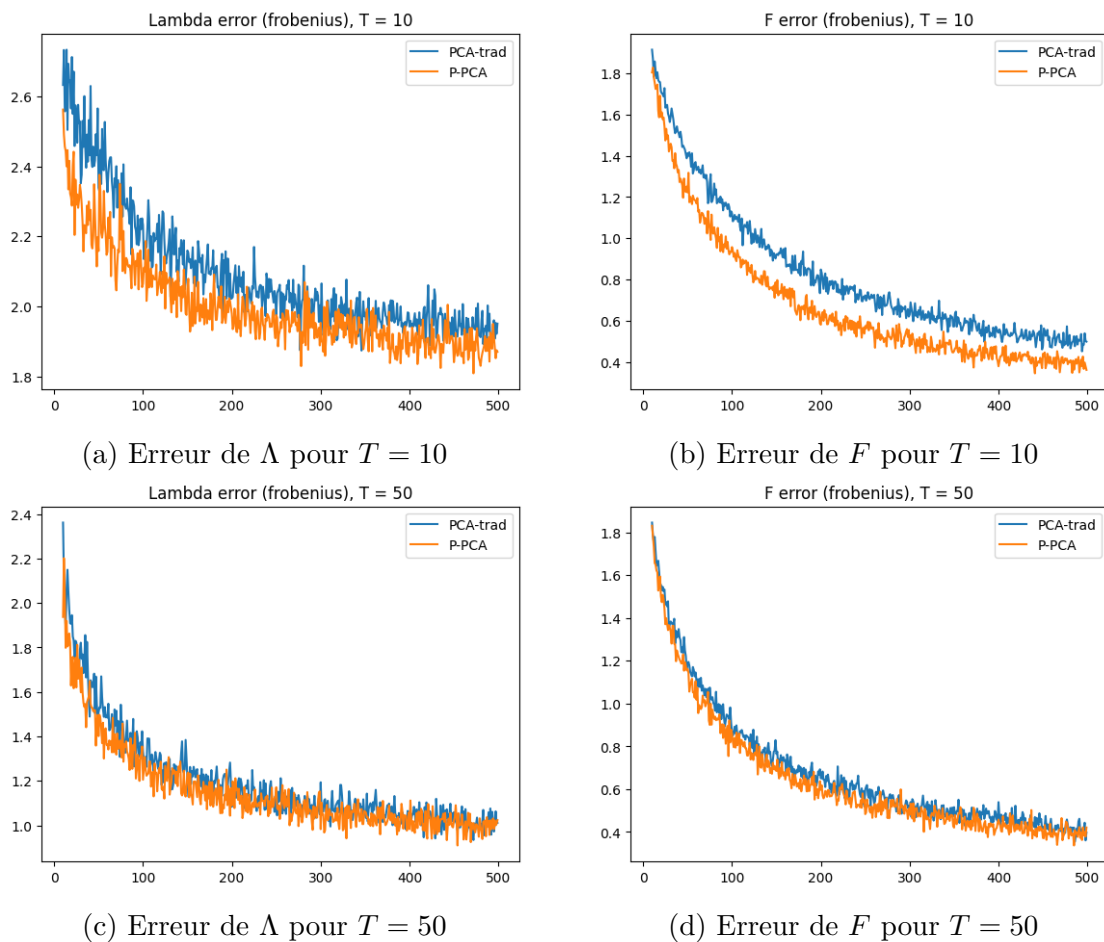 Lambda error (frobenius), T = 10
PCA-trad
P-PCA
2.6
2.4
2.2
2.0
1.8
0 100 200 300 400 500
(a) Erreur de Λ pour T = 10
F error (frobenius), T = 10
PCA-trad
P-PCA
1.8
1.6
1.4
1.2
1.0
0.8
0.6
0.4
0 100 200 300 400 500
(b) Erreur de F pour T = 10
Lambda error (frobenius), T = 50
PCA-trad
P-PCA
2.4
2.2
2.0
1.8
1.6
1.4
1.2
1.0
0 100 200 300 400 500
(c) Erreur de Λ pour T = 50
F error (frobenius), T = 50
PCA-trad
P-PCA
1.8
1.6
1.4
1.2
1.0
0.8
0.6
0.4
0 100 200 300 400 500
(d) Erreur de F pour T = 50